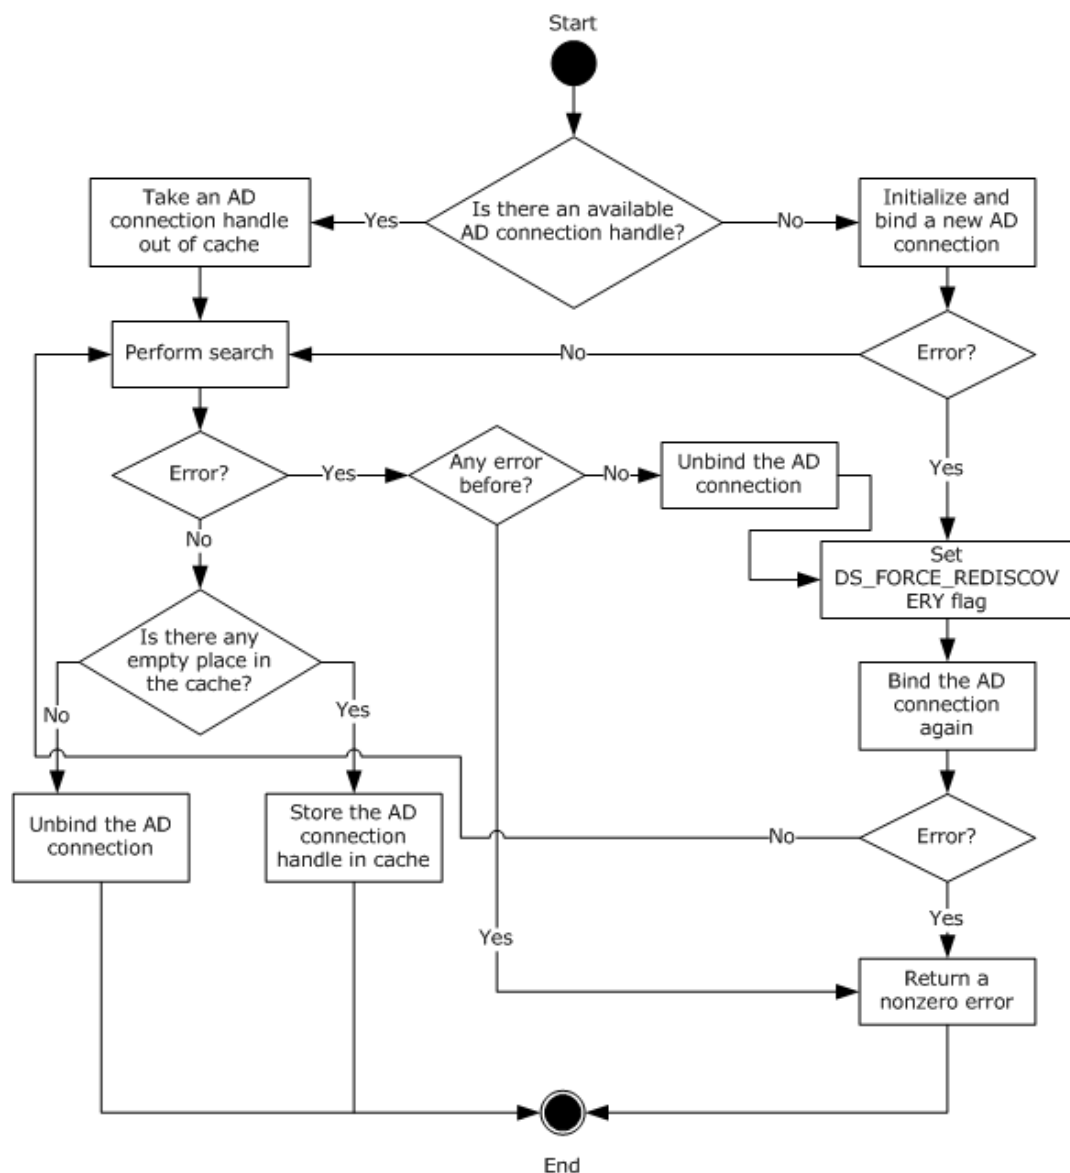 Start
Take an AD
connection handle
out of cache
Yes
Is there an available
AD connection handle?
No
Initialize and
bind a new AD
connection
Perform search
No
Error?
Error?
Yes
Any error
before?
No
Unbind the AD
connection
Yes
No
Set
DS_FORCE_REDISCOV
ERY flag
Is there any
empty place in
the cache?
Bind the AD
connection
again
No
Yes
Unbind the AD
connection
Store the AD
connection
handle in cache
No
Error?
Yes
Yes
Return a
nonzero error
End